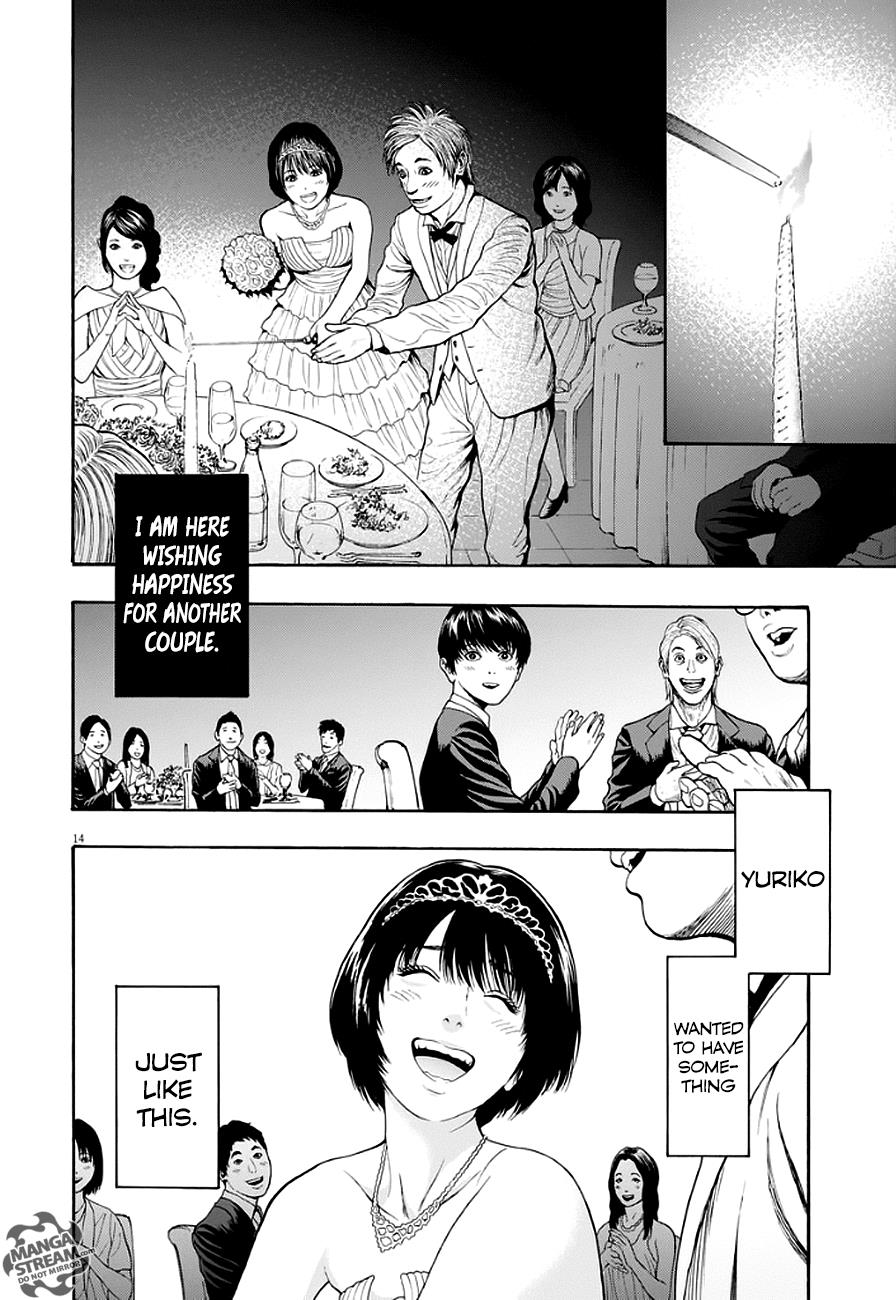 I AM HERE
WISHING
HAPPINESS
FOR ANOTHER
COUPLE.
14
YURIKO
WANTED
TO HAVE
SOME-
THING
JUST
LIKE
THIS.
MANGA
STREAM.com
DO NOT MIRROR!